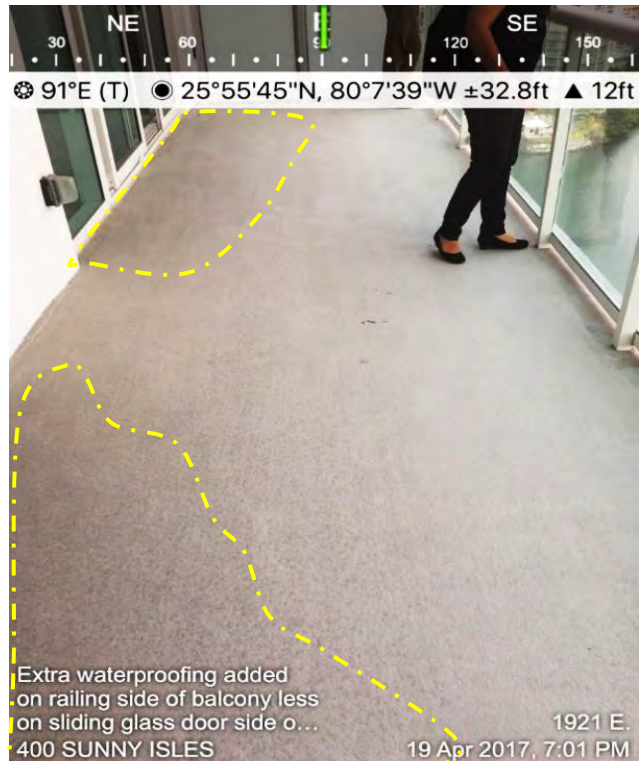 NE E SE
30 60 90 120 150
91°E (T) 25°55'45"N, 80°7'39"W ±32.8ft ▲ 12ft
Extra waterproofing added
on railing side of balcony less
on sliding glass door side o...
400 SUNNY ISLES
1921 E.
19 Apr 2017, 7:01 PM